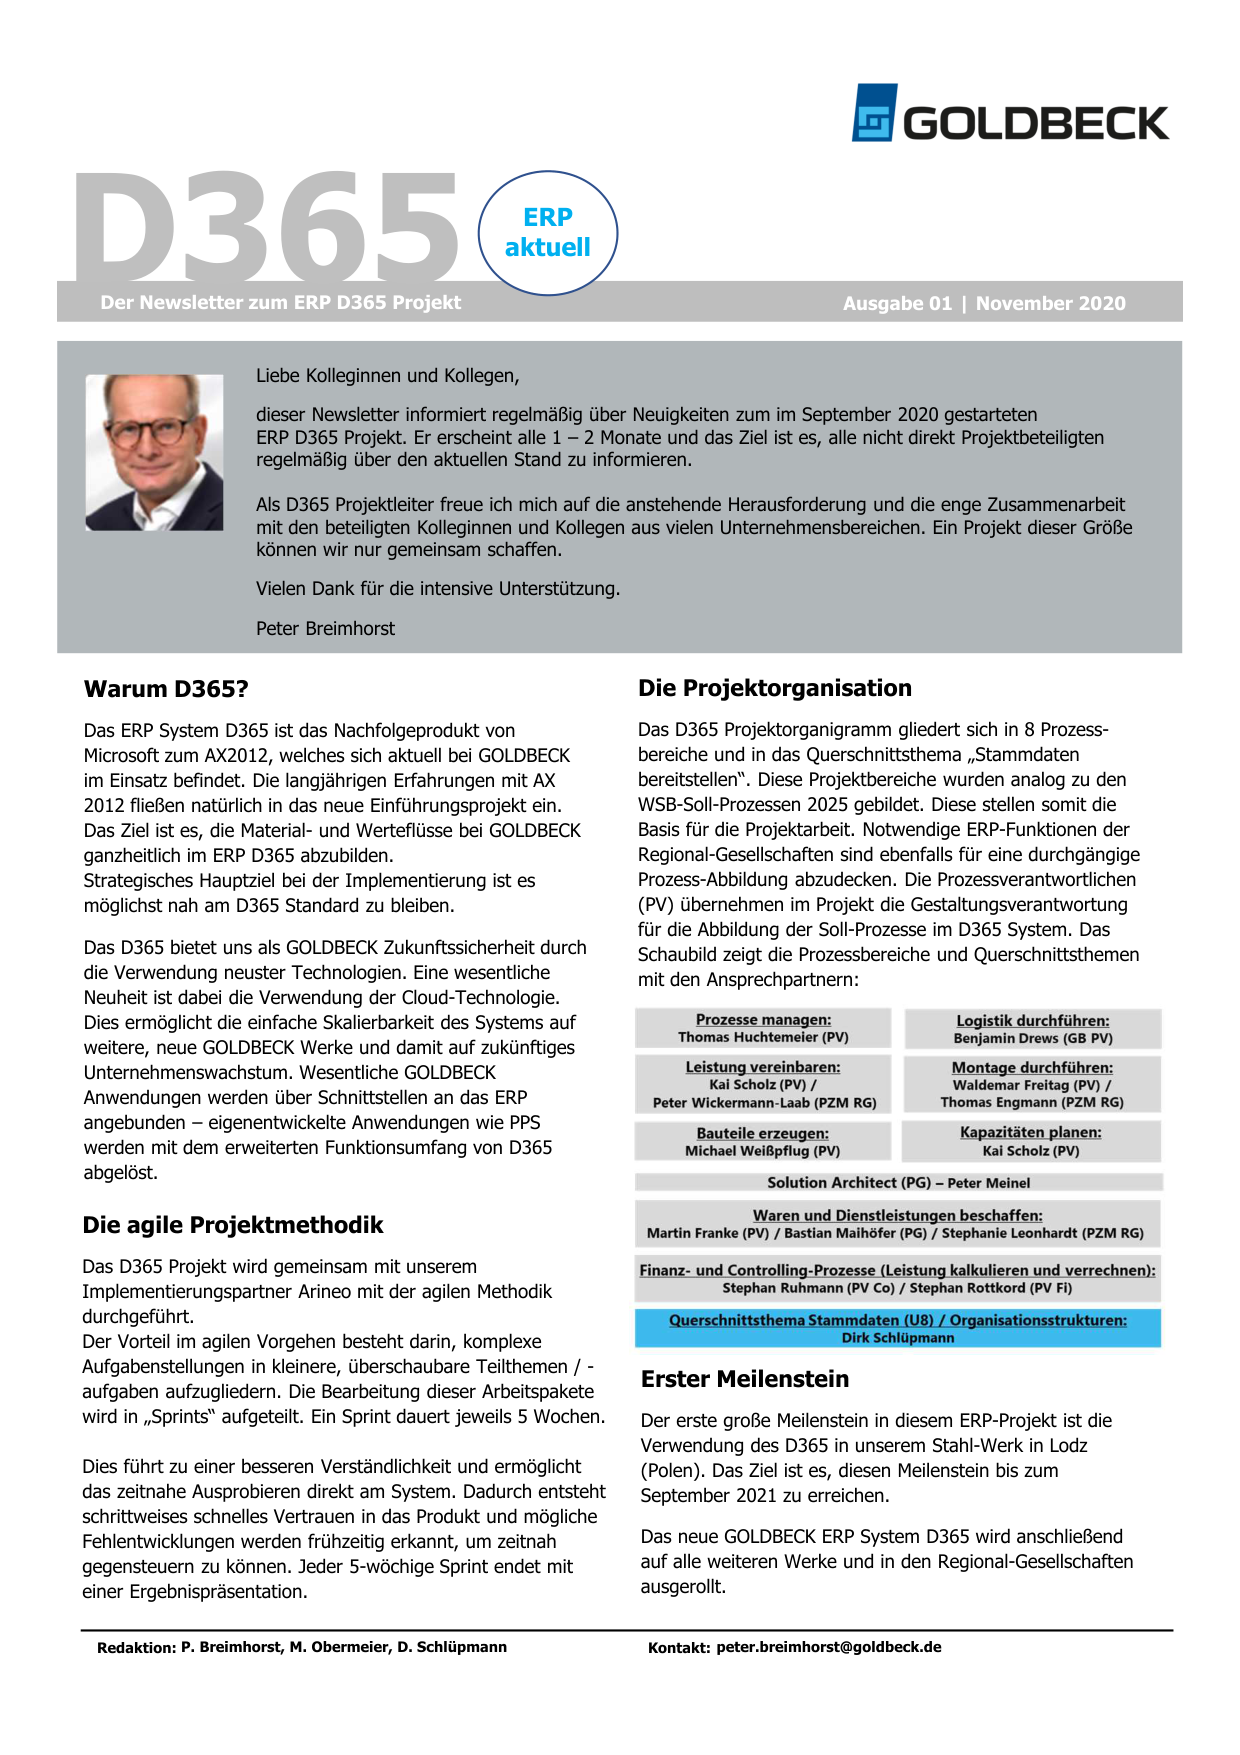 GOLDBECK
D365
ERP
aktuell
Der Newsletter zum ERP D365 Projekt
Ausgabe 01 | November 2020
Liebe Kolleginnen und Kollegen,
dieser Newsletter informiert regelmäßig über Neuigkeiten zum im September 2020 gestarteten
ERP D365 Projekt. Er erscheint alle 1 – 2 Monate und das Ziel ist es, alle nicht direkt Projektbeteiligten
regelmäßig über den aktuellen Stand zu informieren.
Als D365 Projektleiter freue ich mich auf die anstehende Herausforderung und die enge Zusammenarbeit
mit den beteiligten Kolleginnen und Kollegen aus vielen Unternehmensbereichen. Ein Projekt dieser Größe
können wir nur gemeinsam schaffen.
Vielen Dank für die intensive Unterstützung.
Peter Breimhorst
Warum D365?
Das ERP System D365 ist das Nachfolgeprodukt von
Microsoft zum AX2012, welches sich aktuell bei GOLDBECK
im Einsatz befindet. Die langjährigen Erfahrungen mit AX
2012 fließen natürlich in das neue Einführungsprojekt ein.
Das Ziel ist es, die Material- und Werteflüsse bei GOLDBECK
ganzheitlich im ERP D365 abzubilden.
Strategisches Hauptziel bei der Implementierung ist es
möglichst nah am D365 Standard zu bleiben.
Das D365 bietet uns als GOLDBECK Zukunftssicherheit durch
die Verwendung neuster Technologien. Eine wesentliche
Neuheit ist dabei die Verwendung der Cloud-Technologie.
Dies ermöglicht die einfache Skalierbarkeit des Systems auf
weitere, neue GOLDBECK Werke und damit auf zukünftiges
Unternehmenswachstum. Wesentliche GOLDBECK
Anwendungen werden über Schnittstellen an das ERP
angebunden – eigenentwickelte Anwendungen wie PPS
werden mit dem erweiterten Funktionsumfang von D365
abgelöst.
Die agile Projektmethodik
Das D365 Projekt wird gemeinsam mit unserem
Implementierungspartner Arineo mit der agilen Methodik
durchgeführt.
Der Vorteil im agilen Vorgehen besteht darin, komplexe
Aufgabenstellungen in kleinere, überschaubare Teilthemen / -
aufgaben aufzugliedern. Die Bearbeitung dieser Arbeitspakete
wird in „Sprints“ aufgeteilt. Ein Sprint dauert jeweils 5 Wochen.
Dies führt zu einer besseren Verständlichkeit und ermöglicht
das zeitnahe Ausprobieren direkt am System. Dadurch entsteht
schrittweises schnelles Vertrauen in das Produkt und mögliche
Fehlentwicklungen werden frühzeitig erkannt, um zeitnah
gegensteuern zu können. Jeder 5-wöchige Sprint endet mit
einer Ergebnispräsentation.
Die Projektorganisation
Das D365 Projektorganigramm gliedert sich in 8 Prozess-
bereiche und in das Querschnittsthema „Stammdaten
bereitstellen“. Diese Projektbereiche wurden analog zu den
WSB-Soll-Prozessen 2025 gebildet. Diese stellen somit die
Basis für die Projektarbeit. Notwendige ERP-Funktionen der
Regional-Gesellschaften sind ebenfalls für eine durchgängige
Prozess-Abbildung abzudecken. Die Prozessverantwortlichen
(PV) übernehmen im Projekt die Gestaltungsverantwortung
für die Abbildung der Soll-Prozesse im D365 System. Das
Schaubild zeigt die Prozessbereiche und Querschnittsthemen
mit den Ansprechpartnern:
Prozesse managen:
Thomas Huchtemeier (PV)
Logistik durchführen:
Benjamin Drews (GB PV)
Leistung vereinbaren:
Kai Scholz (PV) /
Peter Wickermann-Laab (PZM RG)
Montage durchführen:
Waldemar Freitag (PV) /
Thomas Engmann (PZM RG)
Bauteile erzeugen:
Michael Weißpflug (PV)
Kapazitäten planen:
Kai Scholz (PV)
Solution Architect (PG) – Peter Meinel
Waren und Dienstleistungen beschaffen:
Martin Franke (PV) / Bastian Maihöfer (PG) / Stephanie Leonhardt (PZM RG)
Finanz- und Controlling-Prozesse (Leistung kalkulieren und verrechnen):
Stephan Ruhmann (PV Co) / Stephan Rottkord (PV Fi)
Querschnittsthema Stammdaten (U8) / Organisationsstrukturen:
Dirk Schlüpmann
Erster Meilenstein
Der erste große Meilenstein in diesem ERP-Projekt ist die
Verwendung des D365 in unserem Stahl-Werk in Lodz
(Polen). Das Ziel ist es, diesen Meilenstein bis zum
September 2021 zu erreichen.
Das neue GOLDBECK ERP System D365 wird anschließend
auf alle weiteren Werke und in den Regional-Gesellschaften
ausgerollt.
Redaktion: P. Breimhorst, M. Obermeier, D. Schlüpmann
Kontakt: peter.breimhorst@goldbeck.de